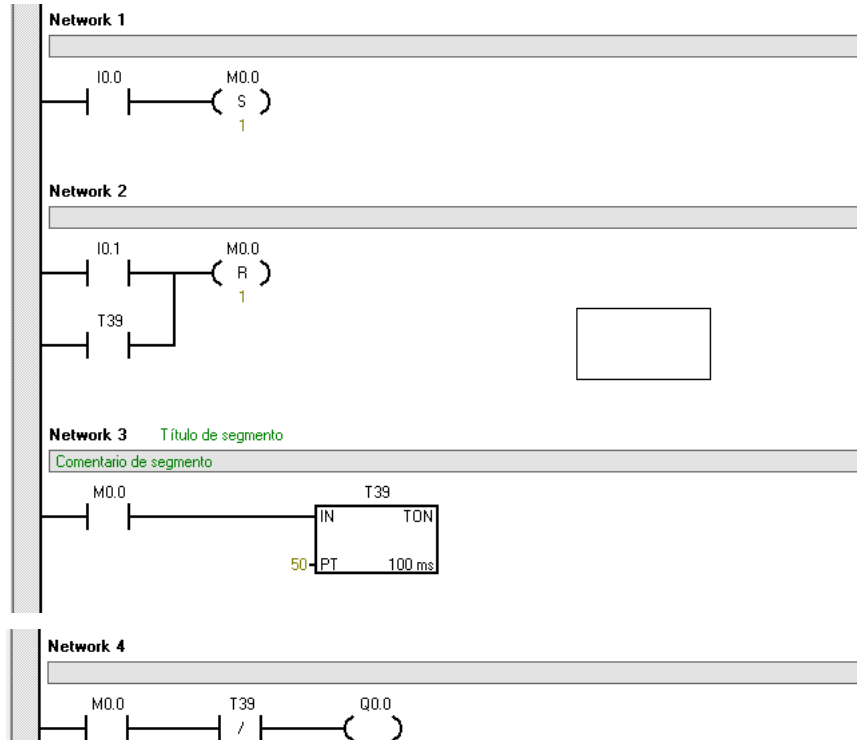 Network 1
I0.0 M0.0
S
1
Network 2
I0.1 M0.0
R
1
T39
Network 3 Título de segmento
Comentario de segmento
M0.0 T39
IN TON
50 PT 100 ms
Network 4
M0.0 T39 Q0.0
/